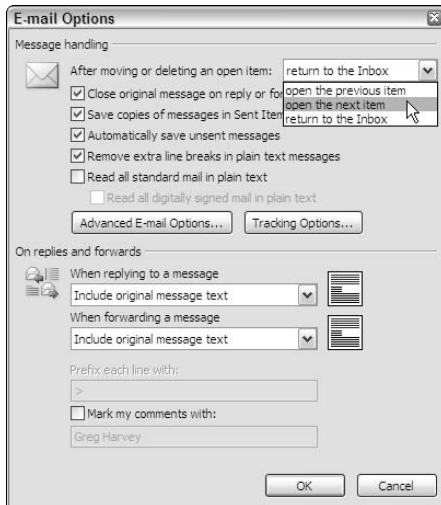 E-mail Options
Message handling
After moving or deleting an open item: return to the Inbox
open the previous item
open the next item
return to the Inbox
Close original message on reply or for
Save copies of messages in Sent Item
Automatically save unsent messages
Remove extra line breaks in plain text messages
Read all standard mail in plain text
Read all digitally signed mail in plain text
Advanced E-mail Options... Tracking Options...
On replies and forwards
When replying to a message
Include original message text
When forwarding a message
Include original message text
Prefix each line with:
>
Mark my comments with:
Greg Harvey
OK Cancel